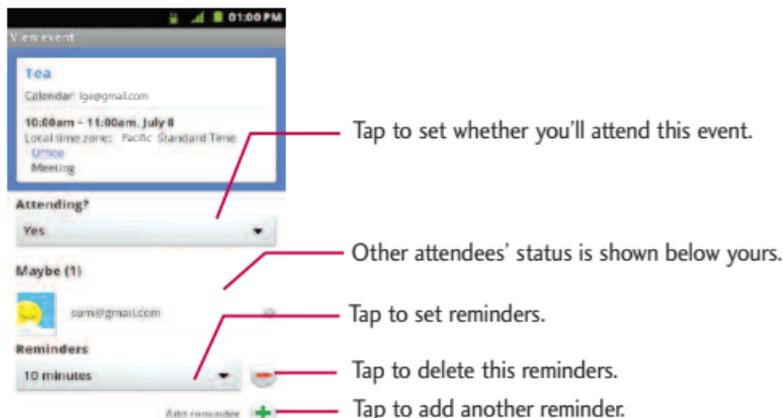 01:00 PM
View event
Tea
Calendar: lge@gmail.com
10:00am – 11:00am, July 8
Local time zone: Pacific Standard Time
Office
Meeting
Attending?
Yes
Maybe (1)
sum@gmail.com
Reminders
10 minutes
Add reminder
Tap to set whether you'll attend this event.
Other attendees' status is shown below yours.
Tap to set reminders.
Tap to delete this reminders.
Tap to add another reminder.